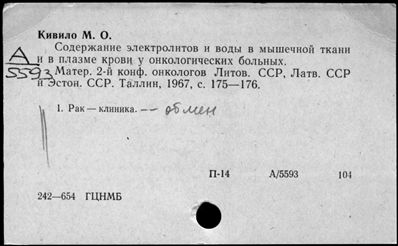 Кивило М. О.
Содержание электролитов и воды в мышечной ткани
А и в плазме крови у онкологических больных.
5593 Матер. 2-й конф. онкологов Литов. ССР, Латв. ССР
и Эстон. ССР. Таллин, 1967, с. 175—176.
1. Рак — клиника. -- обмен
П-14 А/5593 104
242—654 ГЦНМБ